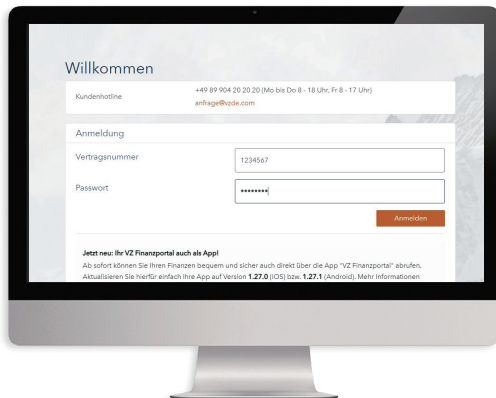 Willkommen
Kundenhotline
+49 89 904 20 20 20 (Mo bis Do 8 - 18 Uhr, Fr 8 - 17 Uhr)
anfrage@vzde.com
Anmeldung
Vertragsnummer
1234567
Passwort
••••••••
Anmelden
Jetzt neu: Ihr VZ Finanzportal auch als App!
Ab sofort können Sie Ihren Finanzen bequem und sicher auch direkt über die App "VZ Finanzportal" abrufen.
Aktualisieren Sie hierfür einfach Ihre App auf Version 1.27.0 (iOS) bzw. 1.27.1 (Android). Mehr Informationen